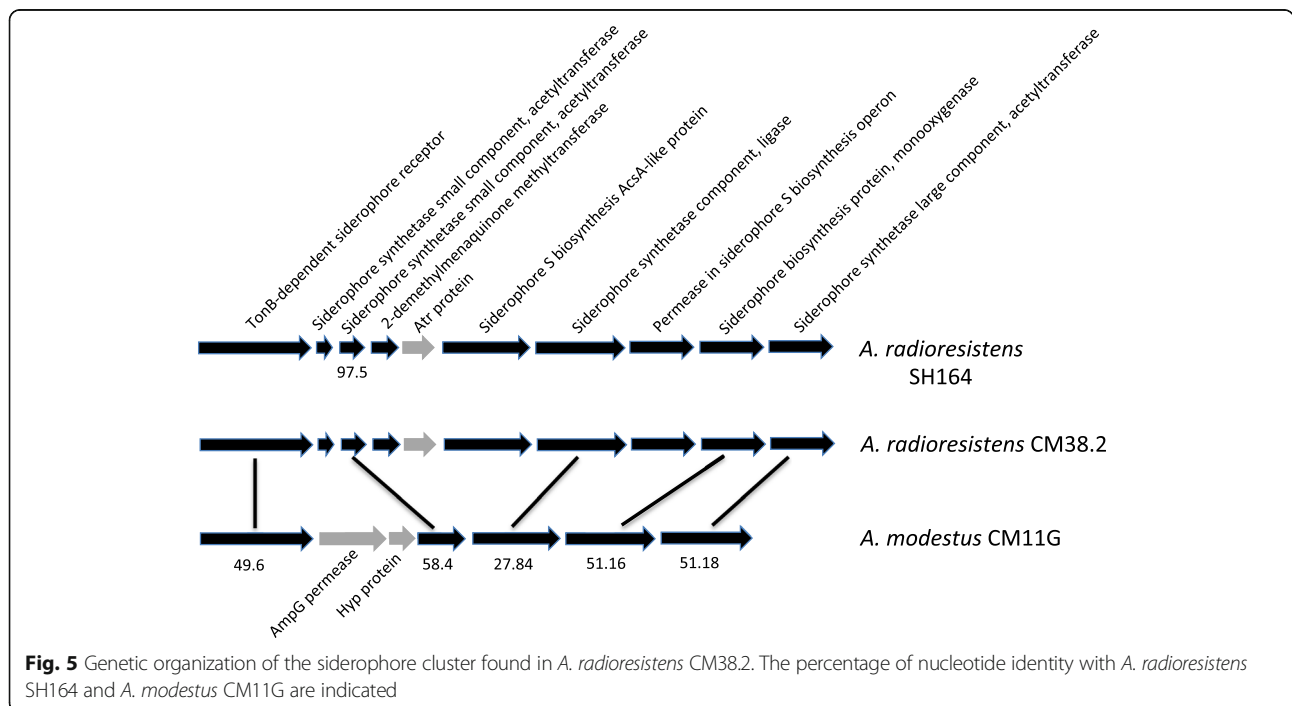 TonB-dependent siderophore receptor
Siderophore synthetase small component, acetyltransferase
Siderophore synthetase small component, acetyltransferase
2-demethylmenaquinone methyltransferase
Atr protein
Siderophore S biosynthesis AcsA-like protein
Siderophore synthetase component, ligase
Permease in siderophore S biosynthesis operon
Siderophore biosynthesis protein, monooxygenase
Siderophore synthetase large component, acetyltransferase
A. radioresistens
SH164
97.5
A. radioresistens CM38.2
A. modestus CM11G
49.6
AmpG permease
Hyp protein
58.4
27.84
51.16
51.18
Fig. 5 Genetic organization of the siderophore cluster found in A. radioresistens CM38.2. The percentage of nucleotide identity with A. radioresistens
SH164 and A. modestus CM11G are indicated